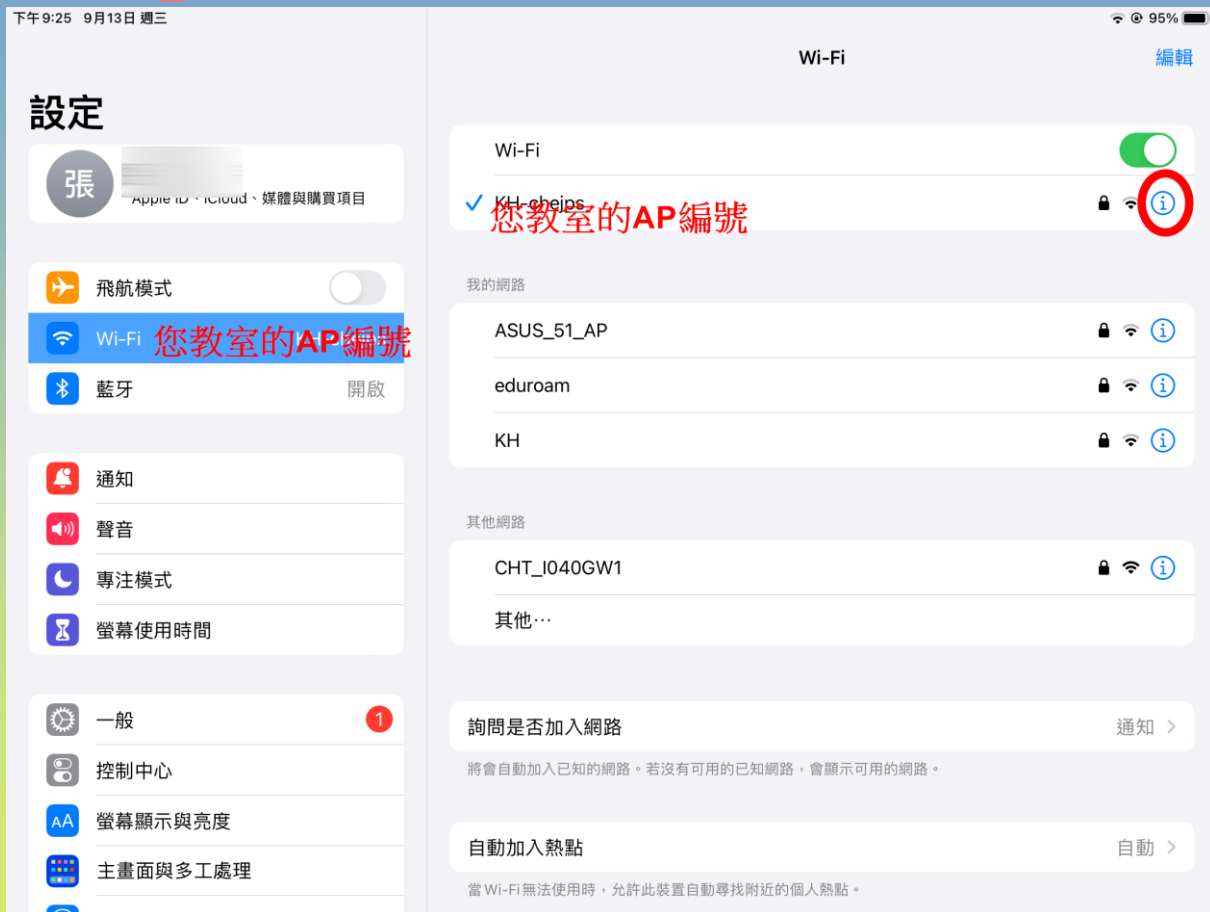 下午9:25 9月13日 週三
95%
設定
張
Apple ID、iCloud、媒體與購買項目
飛航模式
Wi-Fi
您教室的AP編號
藍牙 開啟
通知
聲音
專注模式
螢幕使用時間
一般 1
控制中心
AA 螢幕顯示與亮度
主畫面與多工處理
Wi-Fi
編輯
Wi-Fi
KH-chejps
您教室的AP編號
我的網路
ASUS_51_AP
eduroam
KH
其他網路
CHT_I040GW1
其他⋯
詢問是否加入網路 通知
將會自動加入已知的網路。若沒有可用的已知網路，會顯示可用的網路。
自動加入熱點 自動
當 Wi-Fi 無法使用時，允許此裝置自動尋找附近的個人熱點。